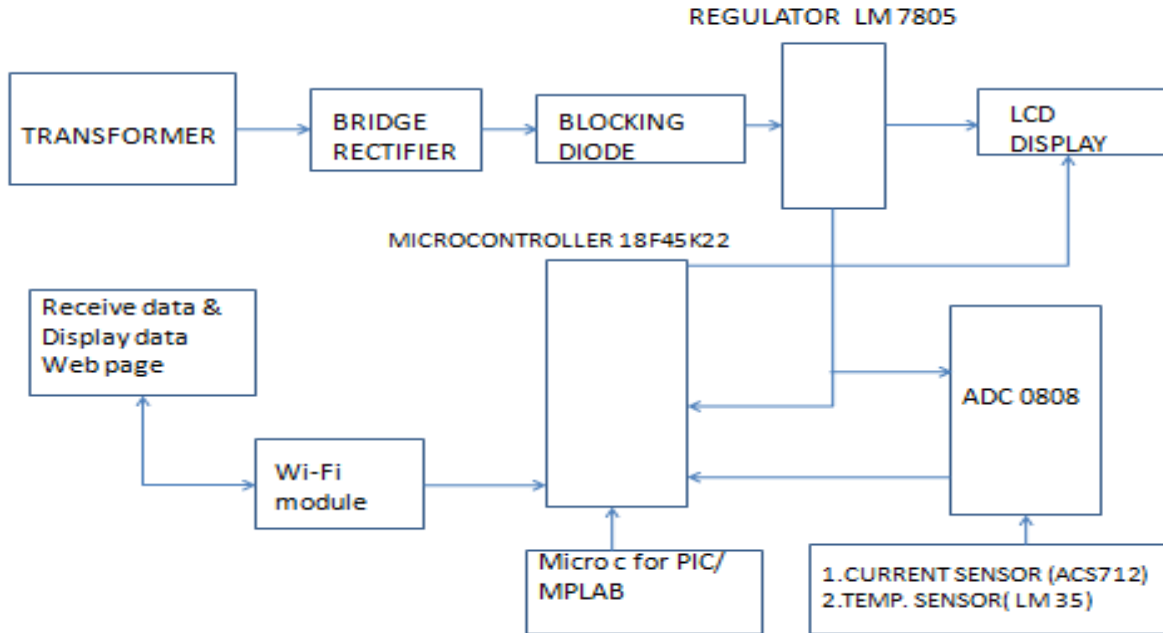 REGULATOR LM 7805
TRANSFORMER
BRIDGE
RECTIFIER
BLOCKING
DIODE
LCD
DISPLAY
MICROCONTROLLER 18F45K22
Receive data &
Display data
Web page
ADC 0808
Wi-Fi
module
Micro c for PIC/
MPLAB
1.CURRENT SENSOR (ACS712)
2.TEMP. SENSOR( LM 35)